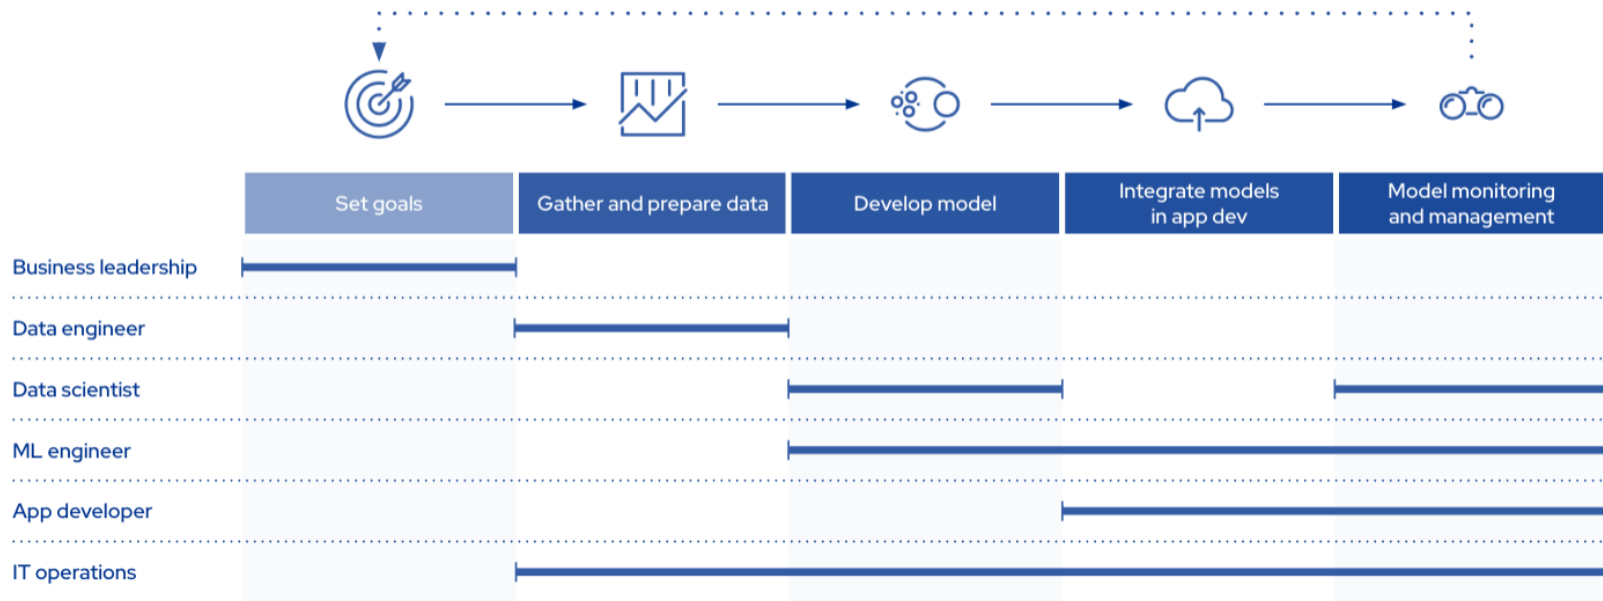 Set goals
Gather and prepare data
Develop model
Integrate models
in app dev
Model monitoring
and management
Business leadership
Data engineer
Data scientist
ML engineer
App developer
IT operations